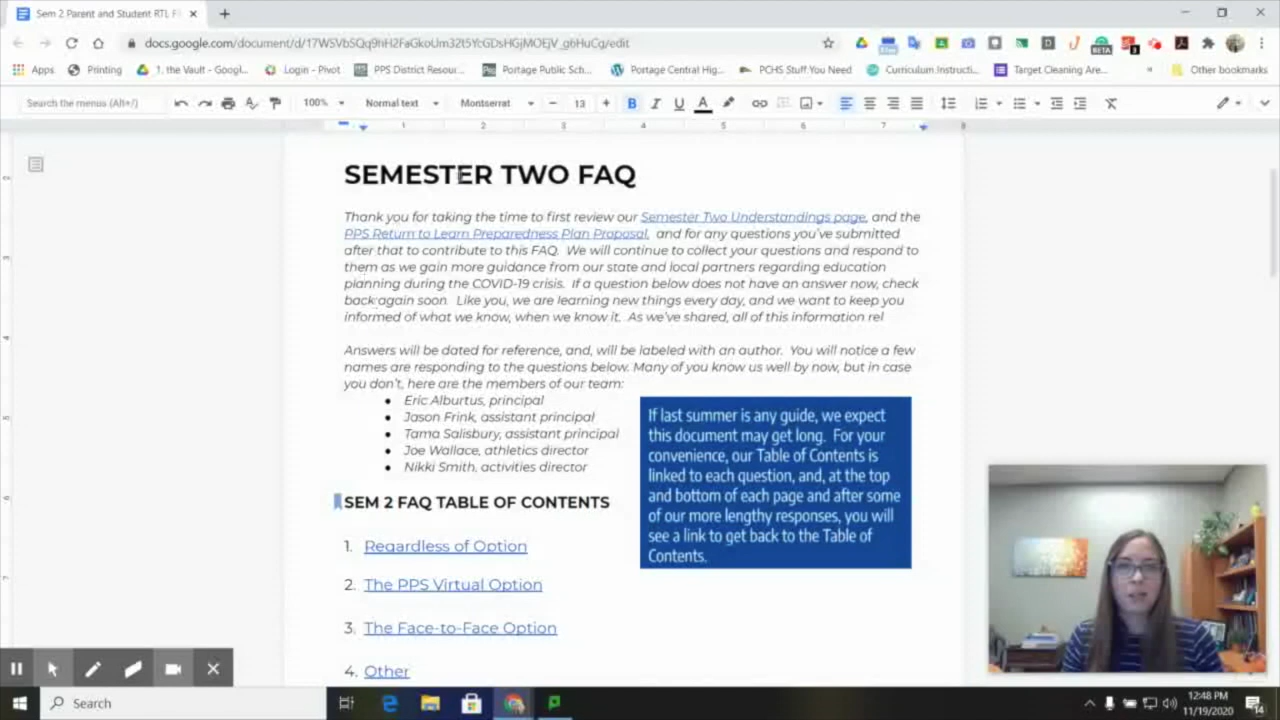 Sem 2 Parent and Student RTL F
docs.google.com/document/d/17W5VbSQq9hH2FaGkoUm32t5YcGDsHGjMOEjV_g6HuCg/edit
Apps
Printing
1. the Vault - Googl...
Login - Pivot
PPS District Resour...
Portage Public Sch...
Portage Central Hig...
PCHS Stuff You Need
Curriculum,Instructi...
Target Cleaning Are...
»
Other bookmarks
BETA
Search the menus (Alt+/)
100%
Normal text
Montserrat
13
B I U A
1 2 3 4 5 6 7 8
SEMESTER TWO FAQ
Thank you for taking the time to first review our Semester Two Understandings page, and the
PPS Return to Learn Preparedness Plan Proposal, and for any questions you've submitted
after that to contribute to this FAQ. We will continue to collect your questions and respond to
them as we gain more guidance from our state and local partners regarding education
planning during the COVID-19 crisis. If a question below does not have an answer now, check
back again soon. Like you, we are learning new things every day, and we want to keep you
informed of what we know, when we know it. As we've shared, all of this information rel
Answers will be dated for reference, and, will be labeled with an author. You will notice a few
names are responding to the questions below. Many of you know us well by now, but in case
you don't, here are the members of our team:
● Eric Alburtus, principal
● Jason Frink, assistant principal
● Tama Salisbury, assistant principal
● Joe Wallace, athletics director
● Nikki Smith, activities director
If last summer is any guide, we expect
this document may get long. For your
convenience, our Table of Contents is
linked to each question, and, at the top
and bottom of each page and after some
of our more lengthy responses, you will
see a link to get back to the Table of
Contents.
SEM 2 FAQ TABLE OF CONTENTS
1. Regardless of Option
2. The PPS Virtual Option
3. The Face-to-Face Option
4. Other
Search
12:48 PM
11/19/2020
14